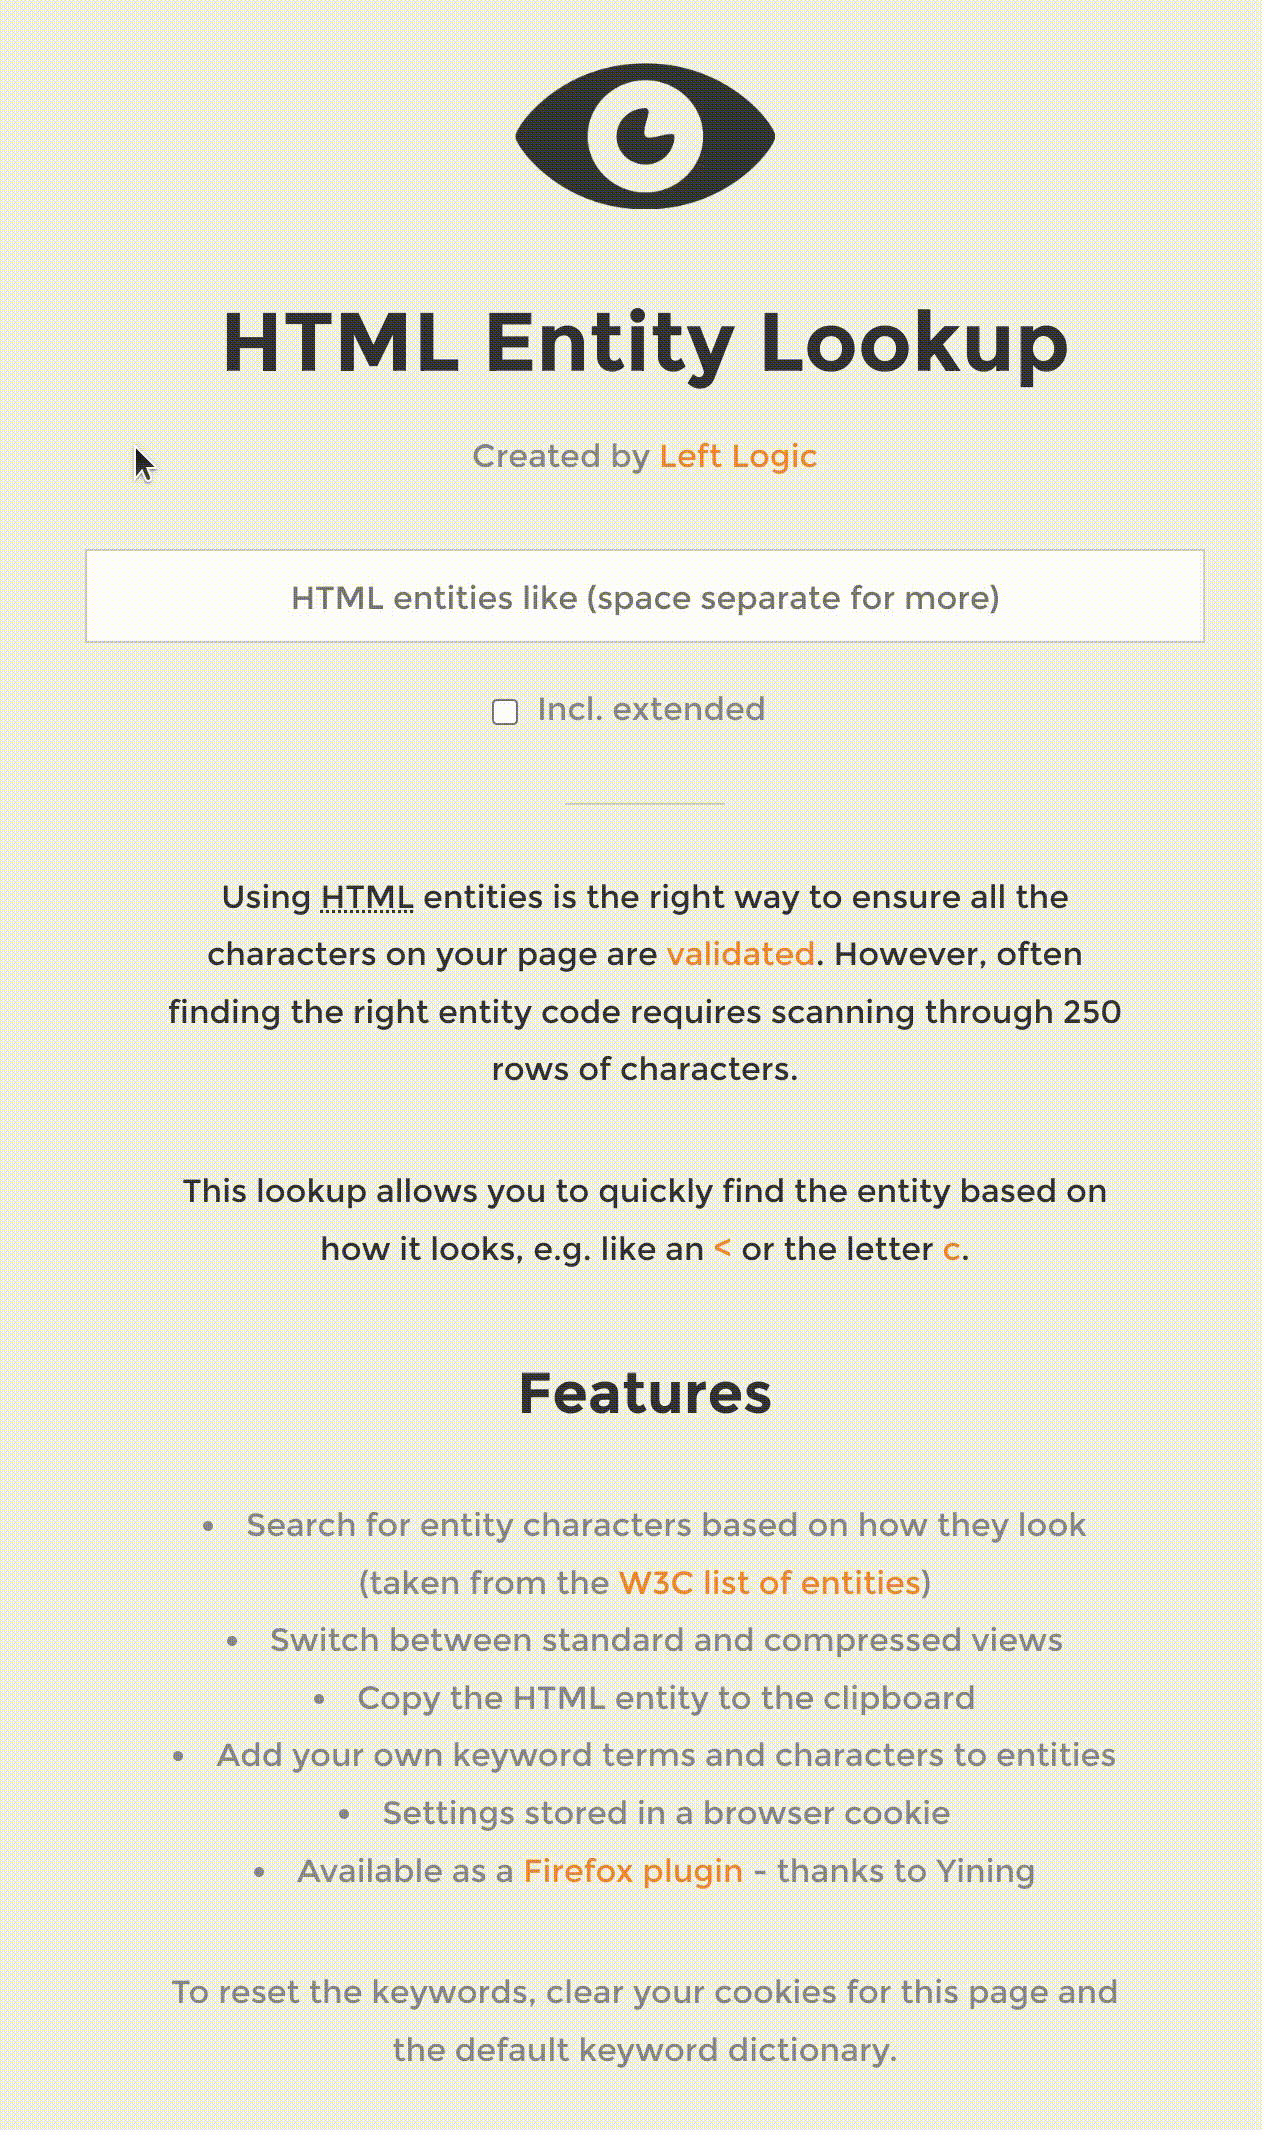 HTML Entity Lookup
Created by Left Logic
HTML entities like (space separate for more)
Incl. extended
Using HTML entities is the right way to ensure all the
characters on your page are validated. However, often
finding the right entity code requires scanning through 250
rows of characters.
This lookup allows you to quickly find the entity based on
how it looks, e.g. like an < or the letter c.
Features
• Search for entity characters based on how they look
(taken from the W3C list of entities)
• Switch between standard and compressed views
• Copy the HTML entity to the clipboard
• Add your own keyword terms and characters to entities
• Settings stored in a browser cookie
• Available as a Firefox plugin - thanks to Yining
To reset the keywords, clear your cookies for this page and
the default keyword dictionary.